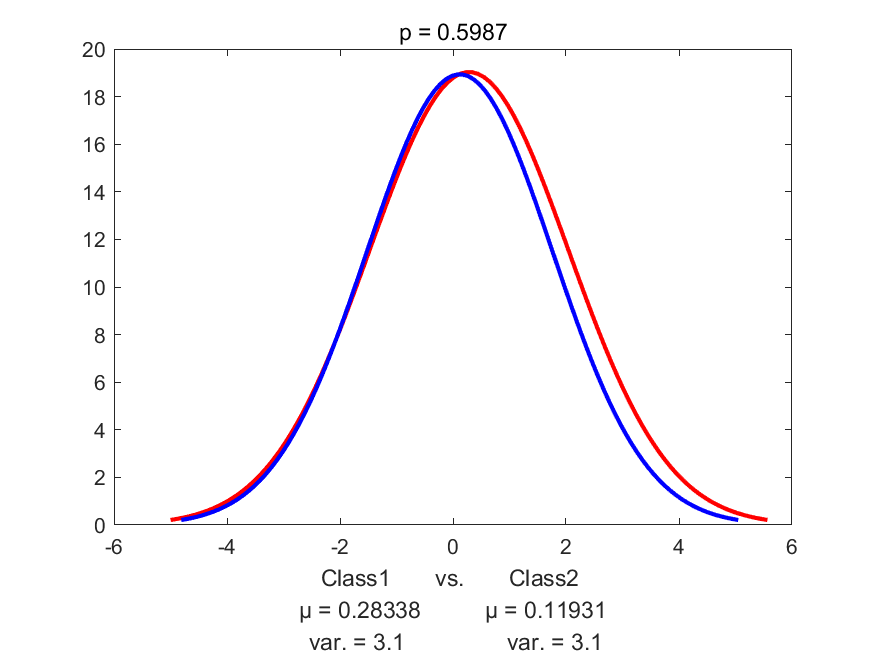 p = 0.5987
20
18
16
14
12
10
8
6
4
2
0
-6 -4 -2 0 2 4 6
Class1 vs. Class2
μ = 0.28338 μ = 0.11931
var. = 3.1 var. = 3.1